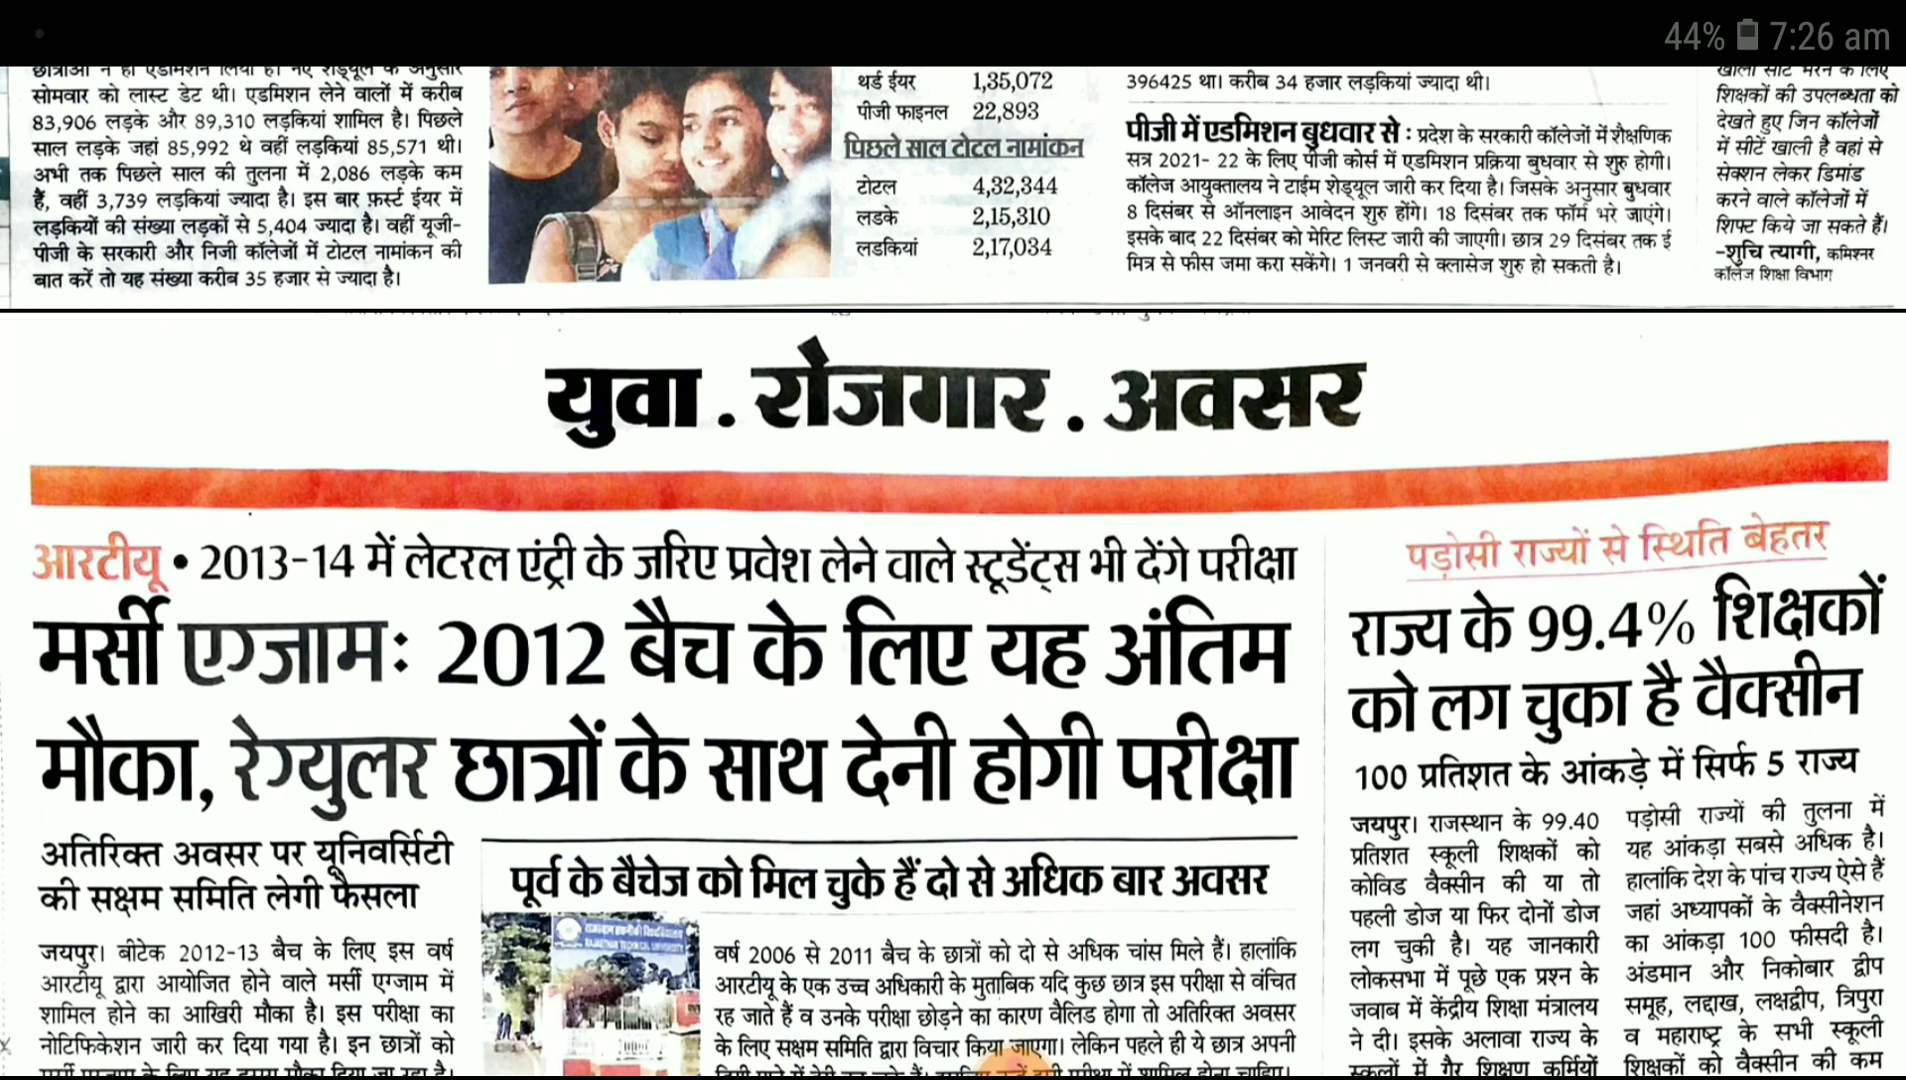 44% 7:26 am
छात्राओं ने ही एडमिशन लिया है। नए शेड्यूल के अनुसार
सोमवार को लास्ट डेट थी। एडमिशन लेने वालों में करीब
83,906 लड़के और 89,310 लड़कियां शामिल है। पिछले
साल लड़के जहां 85,992 थे वहीं लड़कियां 85,571 थी।
अभी तक पिछले साल की तुलना में 2,086 लड़के कम
हैं, वहीं 3,739 लड़कियां ज्यादा है। इस बार फ़र्स्ट ईयर में
लड़कियों की संख्या लड़कों से 5,404 ज्यादा है। वहीं यूजी-
पीजी के सरकारी और निजी कॉलेजों में टोटल नामांकन की
बात करें तो यह संख्या करीब 35 हजार से ज्यादा है।
थर्ड ईयर 1,35,072
पीजी फाइनल 22,893
पिछले साल टोटल नामांकन
टोटल 4,32,344
लडके 2,15,310
लडकियां 2,17,034
396425 था। करीब 34 हजार लड़कियां ज्यादा थी।
पीजी में एडमिशन बुधवार से : प्रदेश के सरकारी कॉलेजों में शैक्षणिक
सत्र 2021- 22 के लिए पीजी कोर्स में एडमिशन प्रक्रिया बुधवार से शुरु होगी।
कॉलेज आयुक्तालय ने टाईम शेड्यूल जारी कर दिया है। जिसके अनुसार बुधवार
8 दिसंबर से ऑनलाइन आवेदन शुरु होंगे। 18 दिसंबर तक फॉर्म भरे जाएंगे।
इसके बाद 22 दिसंबर को मेरिट लिस्ट जारी की जाएगी। छात्र 29 दिसंबर तक ई
मित्र से फीस जमा करा सकेंगे। 1 जनवरी से क्लासेज शुरु हो सकती है।
खाली सीटें भरने के लिए
शिक्षकों की उपलब्धता को
देखते हुए जिन कॉलेजों
में सीटें खाली है वहां से
सेक्शन लेकर डिमांड
करने वाले कॉलेजों में
शिफ्ट किये जा सकते हैं।
-शुचि त्यागी, कमिश्नर
कॉलेज शिक्षा विभाग
युवा . रोजगार . अवसर
आरटीयू • 2013-14 में लेटरल एंट्री के जरिए प्रवेश लेने वाले स्टूडेंट्स भी देंगे परीक्षा
मर्सी एग्जाम: 2012 बैच के लिए यह अंतिम
मौका, रेग्युलर छात्रों के साथ देनी होगी परीक्षा
अतिरिक्त अवसर पर यूनिवर्सिटी
की सक्षम समिति लेगी फैसला
जयपुर। बीटेक 2012-13 बैच के लिए इस वर्ष
आरटीयू द्वारा आयोजित होने वाले मर्सी एग्जाम में
शामिल होने का आखिरी मौका है। इस परीक्षा का
नोटिफिकेशन जारी कर दिया गया है। इन छात्रों को
पूर्व के बैचेज को मिल चुके हैं दो से अधिक बार अवसर
वर्ष 2006 से 2011 बैच के छात्रों को दो से अधिक चांस मिले हैं। हालांकि
आरटीयू के एक उच्च अधिकारी के मुताबिक यदि कुछ छात्र इस परीक्षा से वंचित
रह जाते हैं व उनके परीक्षा छोड़ने का कारण वैलिड होगा तो अतिरिक्त अवसर
के लिए सक्षम समिति द्वारा विचार किया जाएगा। लेकिन पहले ही ये छात्र अपनी
पड़ोसी राज्यों से स्थिति बेहतर
राज्य के 99.4% शिक्षकों
को लग चुका है वैक्सीन
100 प्रतिशत के आंकड़े में सिर्फ 5 राज्य
जयपुर। राजस्थान के 99.40
प्रतिशत स्कूली शिक्षकों को
कोविड वैक्सीन की या तो
पहली डोज या फिर दोनों डोज
लग चुकी है। यह जानकारी
लोकसभा में पूछे एक प्रश्न के
जवाब में केंद्रीय शिक्षा मंत्रालय
ने दी। इसके अलावा राज्य के
स्कूलों में गैर शिक्षण कर्मियों
पड़ोसी राज्यों की तुलना में
यह आंकड़ा सबसे अधिक है।
हालांकि देश के पांच राज्य ऐसे हैं
जहां अध्यापकों के वैक्सीनेशन
का आंकड़ा 100 फीसदी है।
अंडमान और निकोबार द्वीप
समूह, लद्दाख, लक्षद्वीप, त्रिपुरा
व महाराष्ट्र के सभी स्कूली
शिक्षकों को वैक्सीन की कम